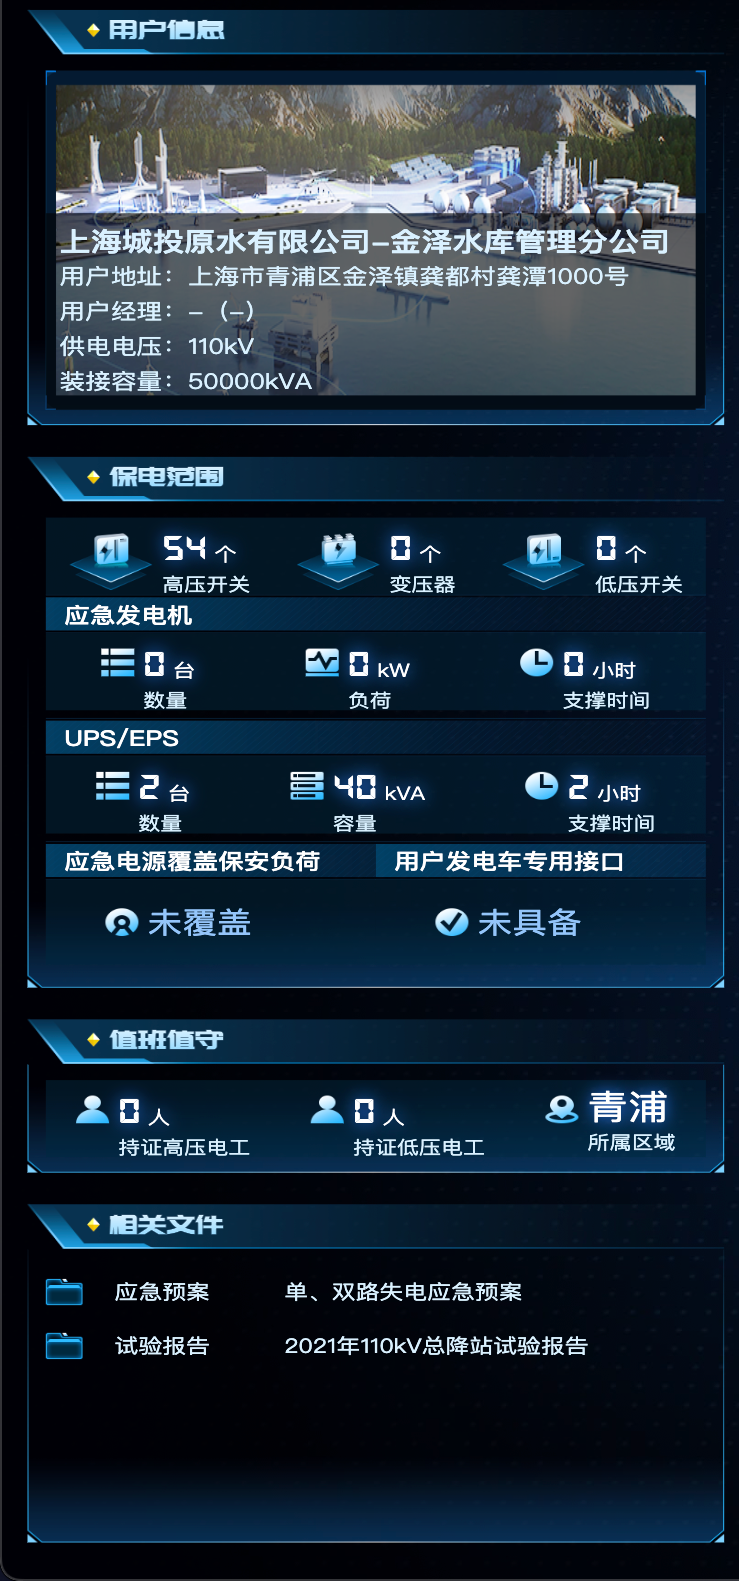 用户信息
上海城投原水有限公司-金泽水库管理分公司
用户地址：上海市青浦区金泽镇龚都村龚潭1000号
用户经理：-（-）
供电电压：110kV
装接容量：50000kVA
保电范围
54个 0个 0个
高压开关 变压器 低压开关
应急发电机
0台 0kW 0小时
数量 负荷 支撑时间
UPS/EPS
2台 40kVA 2小时
数量 容量 支撑时间
应急电源覆盖保安负荷 用户发电车专用接口
未覆盖 未具备
值班值守
0人 0人 青浦
持证高压电工 持证低压电工 所属区域
相关文件
应急预案 单、双路失电应急预案
试验报告 2021年110kV总降站试验报告